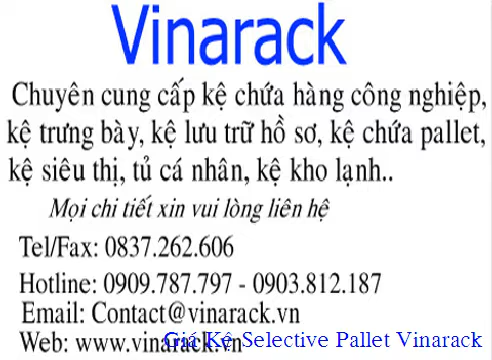 Vinarack
Chuyên cung cấp kệ chứa hàng công nghiệp,
kệ trưng bày, kệ lưu trữ hồ sơ, kệ chứa pallet,
kệ siêu thị, tủ cá nhân, kệ kho lạnh..
Mọi chi tiết xin vui lòng liên hệ
Tel/Fax: 0837.262.606
Hotline: 0909.787.797 - 0903.812.187
Email: Contact@vinarack.vn
Web: www.vinarack.vn
Giá Kệ Selective Pallet Vinarack